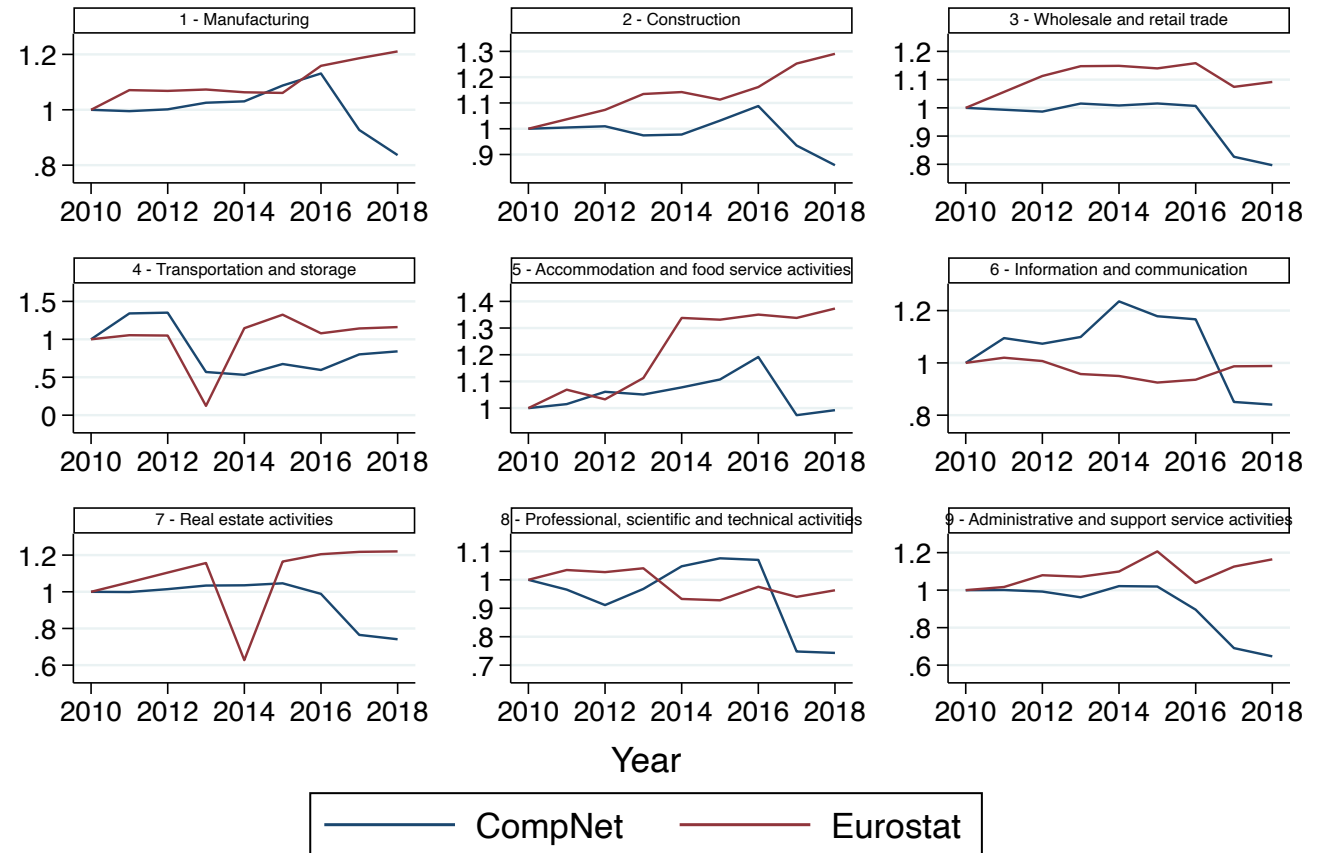 1 - Manufacturing
1.2
1
.8
2010 2012 2014 2016 2018
2 - Construction
1.3
1.2
1.1
1
.9
2010 2012 2014 2016 2018
3 - Wholesale and retail trade
1.2
1.1
1
.9
.8
2010 2012 2014 2016 2018
4 - Transportation and storage
1.5
1
.5
0
2010 2012 2014 2016 2018
5 - Accommodation and food service activities
1.4
1.3
1.2
1.1
1
2010 2012 2014 2016 2018
6 - Information and communication
1.2
1
.8
2010 2012 2014 2016 2018
7 - Real estate activities
1.2
1
.8
.6
2010 2012 2014 2016 2018
8 - Professional, scientific and technical activities
1.1
1
.9
.8
.7
2010 2012 2014 2016 2018
9 - Administrative and support service activities
1.2
1
.8
.6
2010 2012 2014 2016 2018
Year
CompNet Eurostat